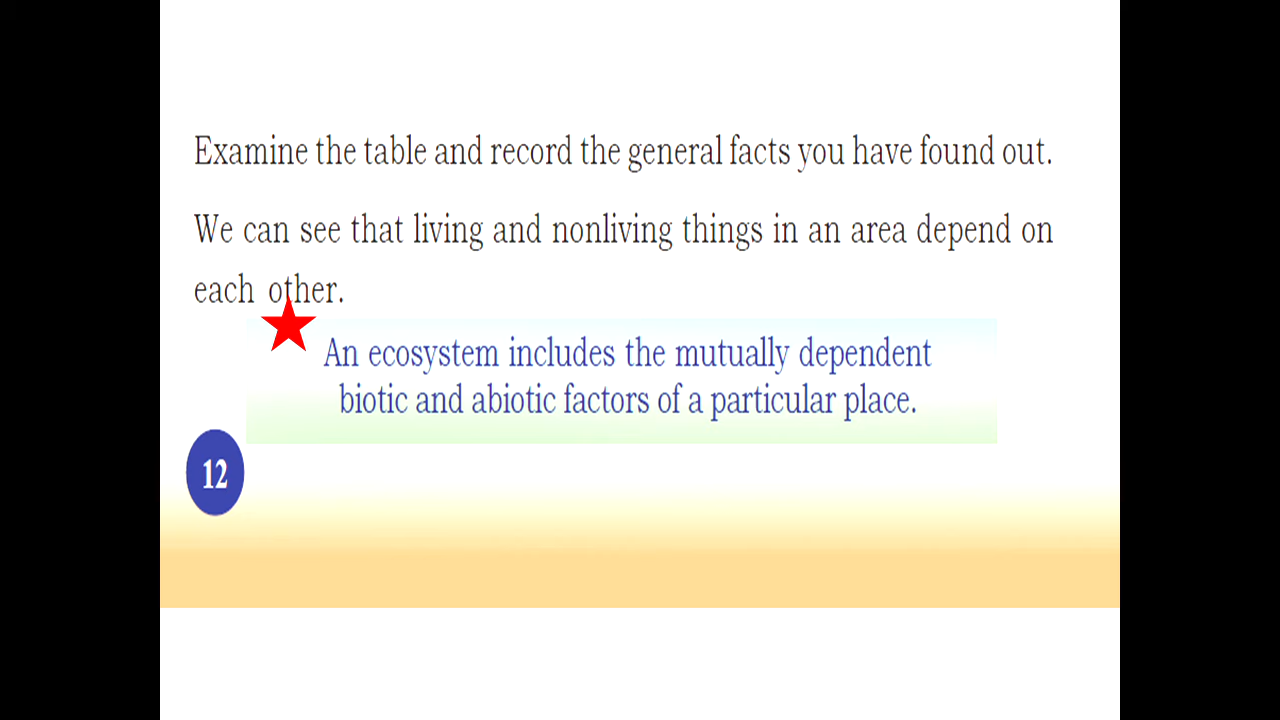 Examine the table and record the general facts you have found out.
We can see that living and nonliving things in an area depend on
each other.
An ecosystem includes the mutually dependent
biotic and abiotic factors of a particular place.
12